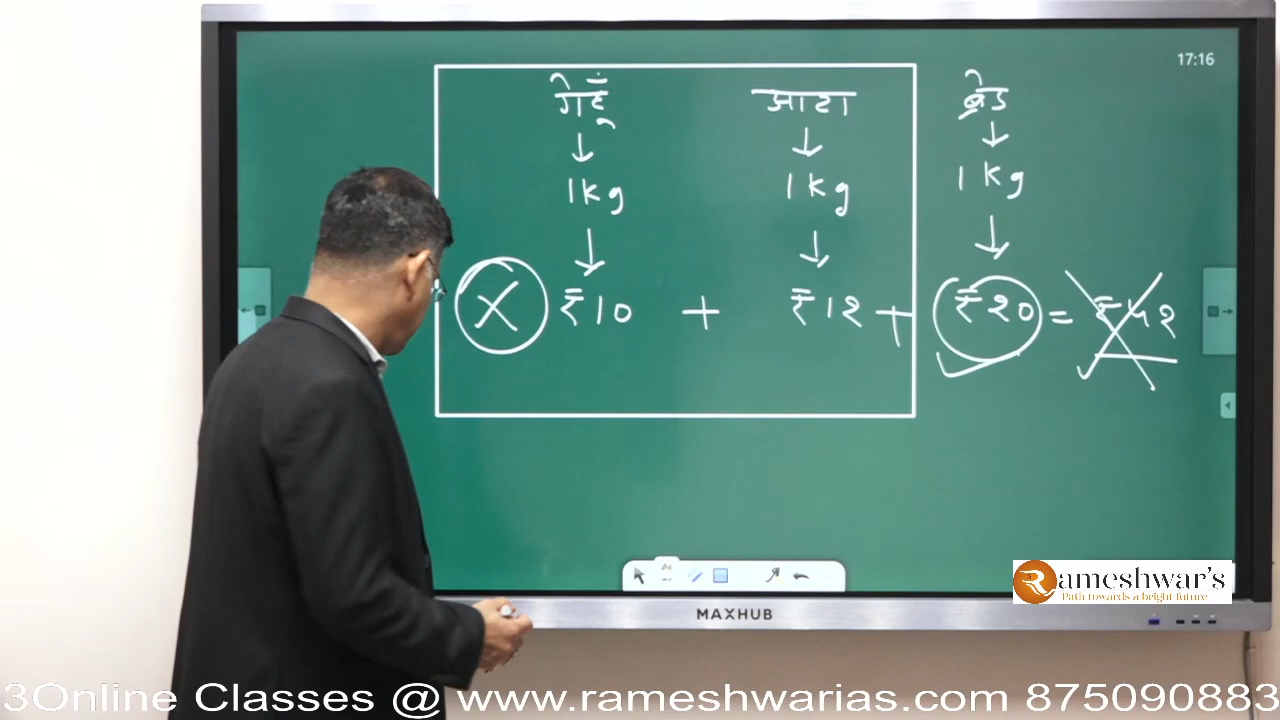 17:16
गेहूं आटा ब्रेड
↓ ↓ ↓
1kg 1kg 1kg
↓ ↓ ↓
X ₹10 + ₹12 + ₹20 = ₹42
MAXHUB
Rameshwar's
Path towards a bright future
3Online Classes @ www.rameshwarias.com 875090883